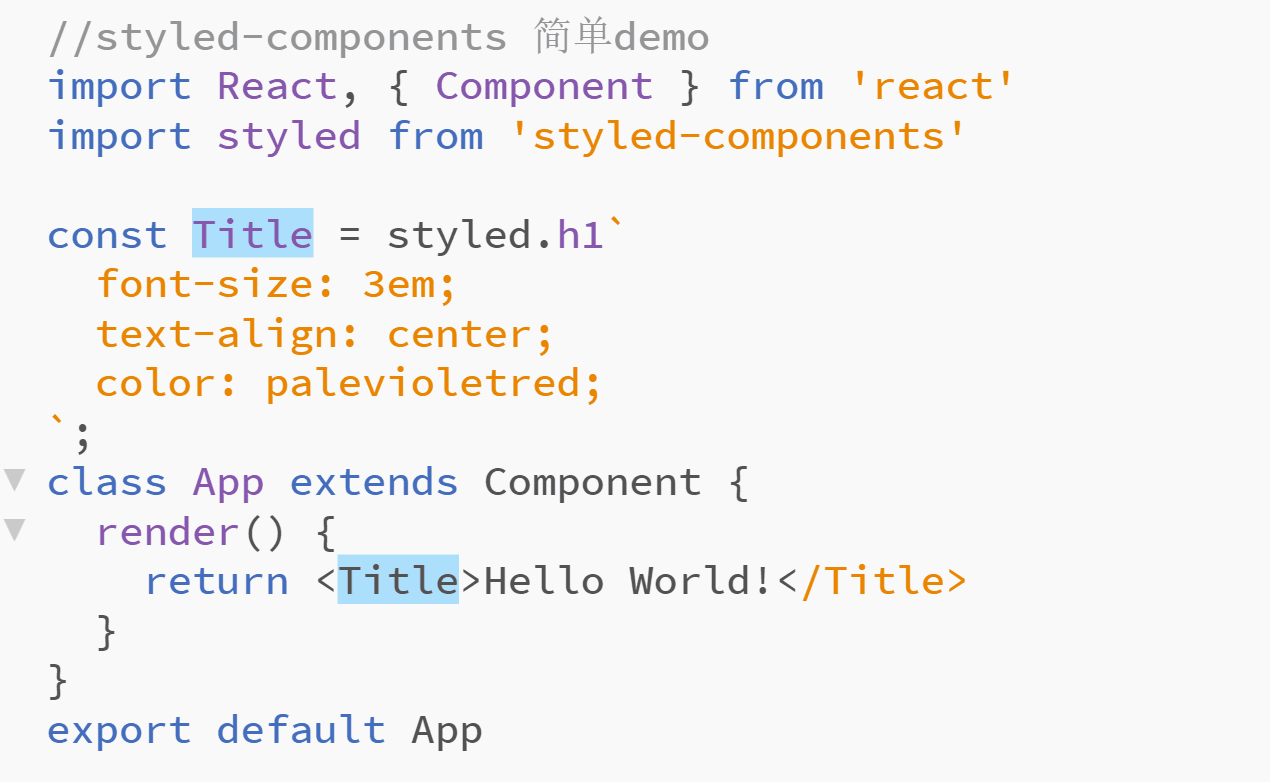 //styled-components 简单demo
import React, { Component } from 'react'
import styled from 'styled-components'

const Title = styled.h1`
  font-size: 3em;
  text-align: center;
  color: palevioletred;
`;
class App extends Component {
  render() {
    return <Title>Hello World!</Title>
  }
}
export default App